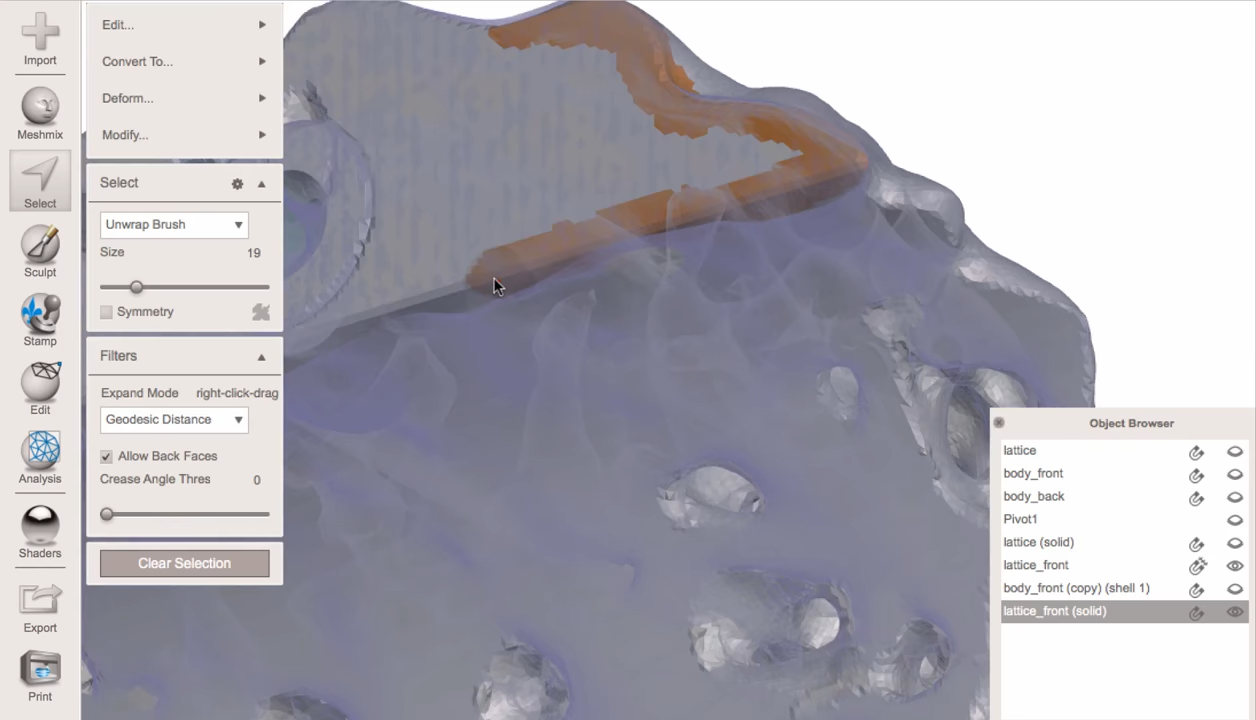 Import
Meshmix
Select
Sculpt
Stamp
Edit
Analysis
Shaders
Export
Print
Edit...
Convert To...
Deform...
Modify...
Select
Unwrap Brush
Size 19
Symmetry
Filters
Expand Mode right-click-drag
Geodesic Distance
Allow Back Faces
Crease Angle Thres 0
Clear Selection
Object Browser
lattice
body_front
body_back
Pivot1
lattice (solid)
lattice_front
body_front (copy) (shell 1)
lattice_front (solid)